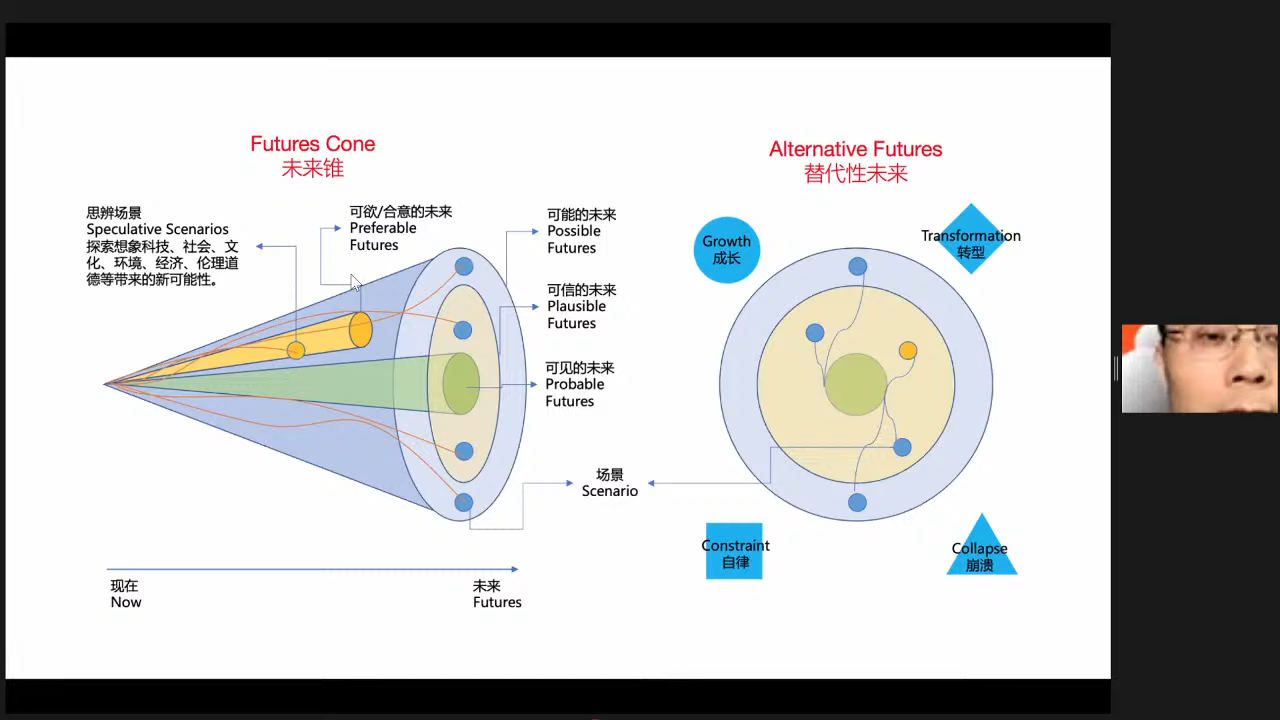 Futures Cone
未来锥
思辨场景
Speculative Scenarios
探索想象科技、社会、文
化、环境、经济、伦理道
德等带来的新可能性。
可欲/合意的未来
Preferable
Futures
可能的未来
Possible
Futures
可信的未来
Plausible
Futures
可见的未来
Probable
Futures
场景
Scenario
现在
Now
未来
Futures
Alternative Futures
替代性未来
Growth
成长
Transformation
转型
Constraint
自律
Collapse
崩溃